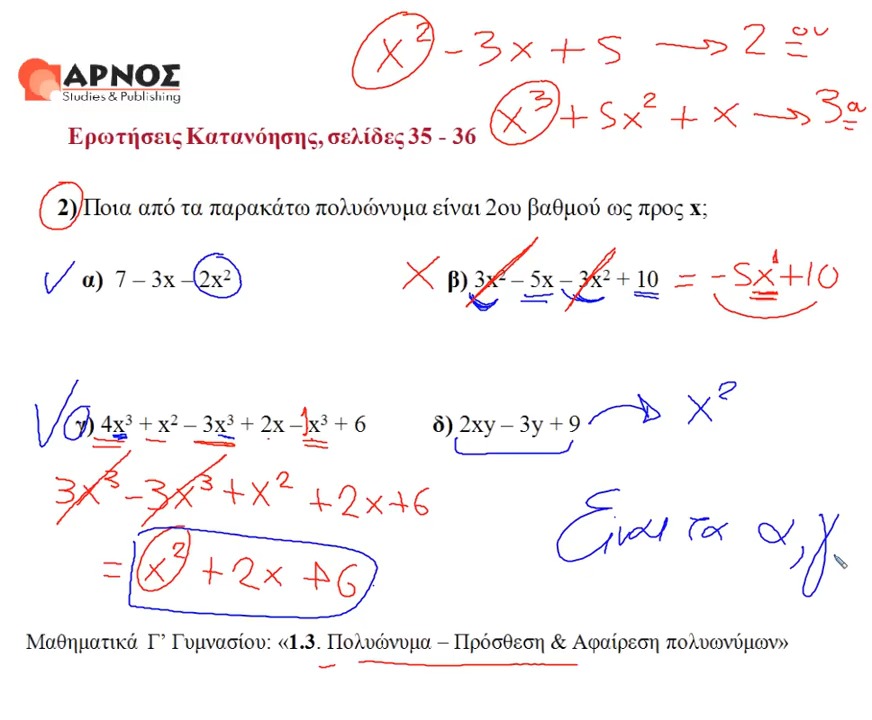 x² - 3x + 5 → 2ου
ΑΡΝΟΣ
Studies & Publishing
x³ + 5x² + x → 3α
Ερωτήσεις Κατανόησης, σελίδες 35 - 36
2) Ποια από τα παρακάτω πολυώνυμα είναι 2ου βαθμού ως προς x;
α) 7 – 3x – 2x²
β) 3x² – 5x – 3x² + 10 = -5x¹ + 10
γ) 4x³ + x² – 3x³ + 2x – 1x³ + 6
δ) 2xy – 3y + 9 → x²
3x³ - 3x³ + x² + 2x + 6
Είναι τα α, γ
= x² + 2x + 6
Μαθηματικά Γ’ Γυμνασίου: «1.3. Πολυώνυμα – Πρόσθεση & Αφαίρεση πολυωνύμων»